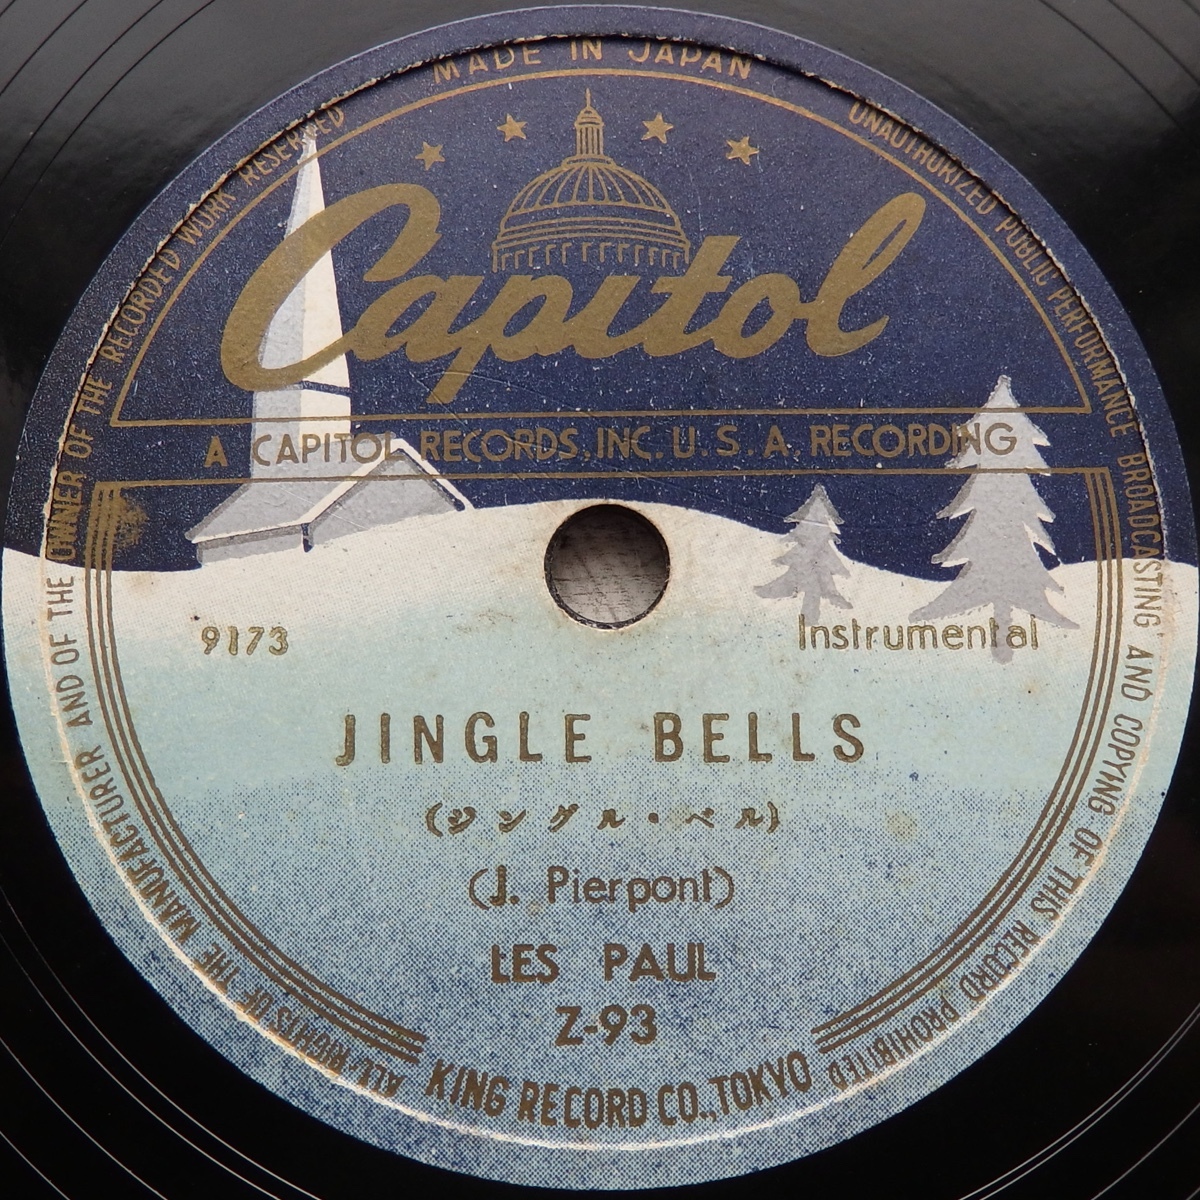 MADE IN JAPAN
Capitol
A CAPITOL RECORDS, INC. U. S. A. RECORDING
9173
Instrumental
JINGLE BELLS
(ジングル・ベル)
(J. Pierpont)
LES PAUL
Z-93
KING RECORD CO., TOKYO
ALL RIGHTS OF THE MANUFACTURER AND OF THE OWNER OF THE RECORDED WORK RESERVED
UNAUTHORIZED PUBLIC PERFORMANCE BROADCASTING AND COPYING OF THIS RECORD PROHIBITED